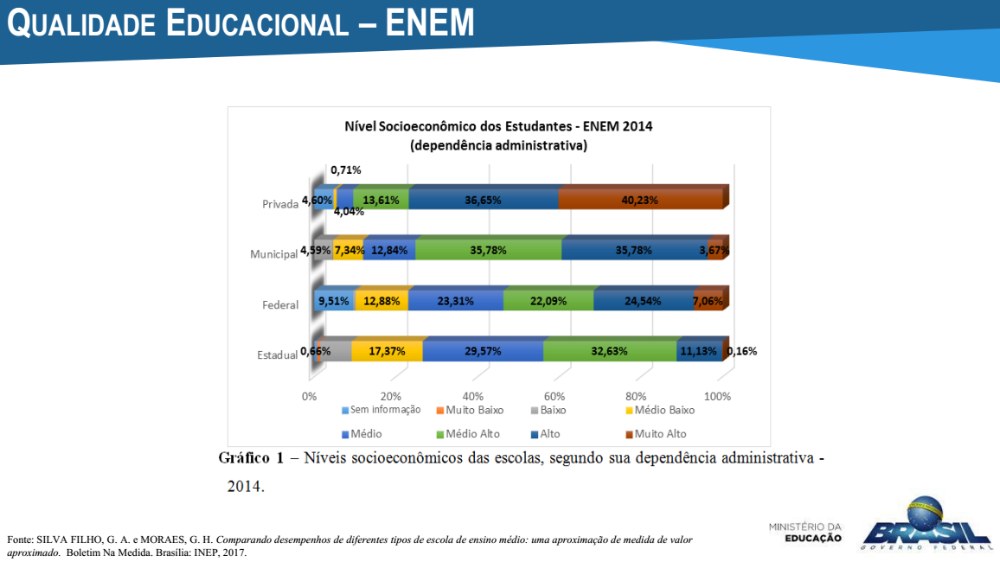 QUALIDADE EDUCACIONAL – ENEM
Nível Socioeconômico dos Estudantes - ENEM 2014
(dependência administrativa)
0,71%
Privada 4,60% 4,04% 13,61% 36,65% 40,23%
Municipal 4,59% 7,34% 12,84% 35,78% 35,78% 3,67%
Federal 9,51% 12,88% 23,31% 22,09% 24,54% 7,06%
Estadual 0,66% 17,37% 29,57% 32,63% 11,13% 0,16%
0% 20% 40% 60% 80% 100%
Sem informação Muito Baixo Baixo Médio Baixo
Médio Médio Alto Alto Muito Alto
Gráfico 1 – Níveis socioeconômicos das escolas, segundo sua dependência administrativa -
2014.
MINISTÉRIO DA
EDUCAÇÃO
BRASIL
GOVERNO FEDERAL
Fonte: SILVA FILHO, G. A. e MORAES, G. H. Comparando desempenhos de diferentes tipos de escola de ensino médio: uma aproximação de medida de valor
aproximado. Boletim Na Medida. Brasília: INEP, 2017.